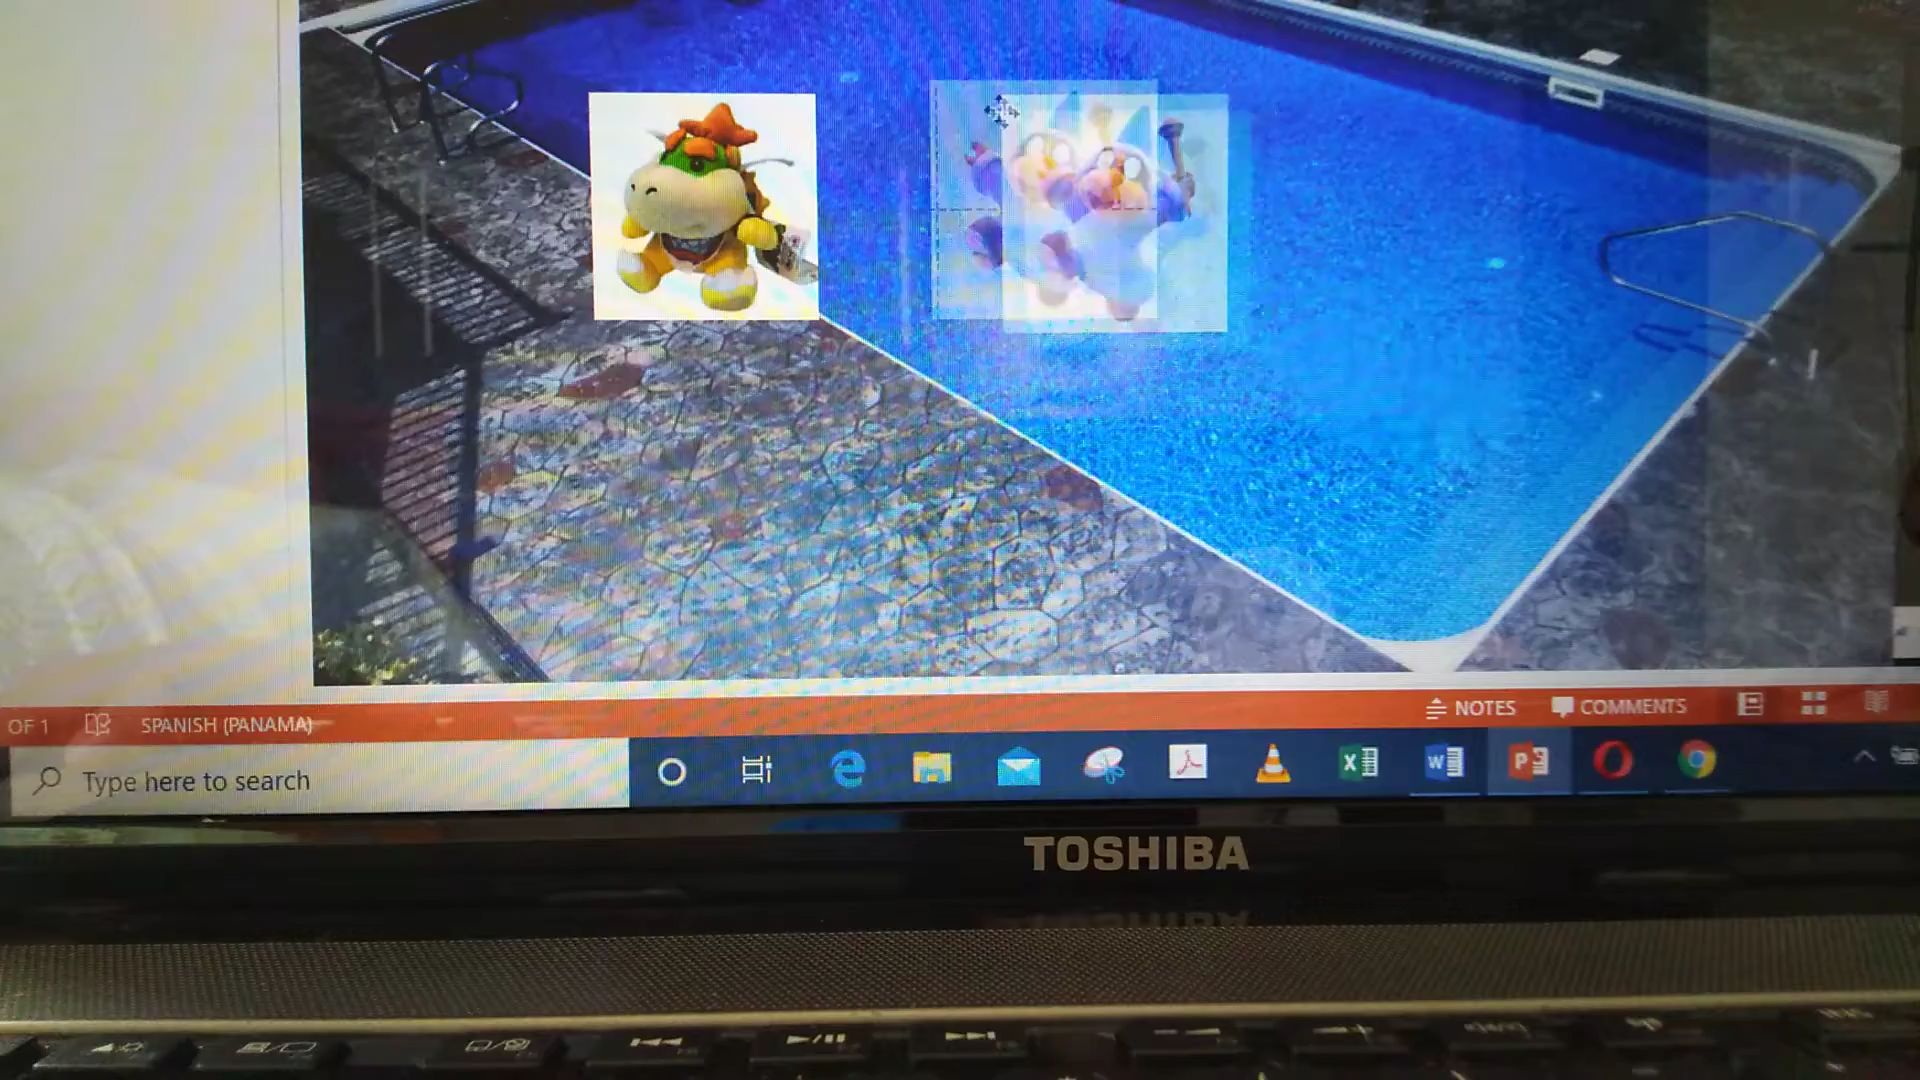 OF 1 SPANISH (PANAMA) NOTES COMMENTS
Type here to search
TOSHIBA